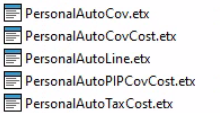 PersonalAutoCov.etx
PersonalAutoCovCost.etx
PersonalAutoLine.etx
PersonalAutoPIPCovCost.etx
PersonalAutoTaxCost.etx